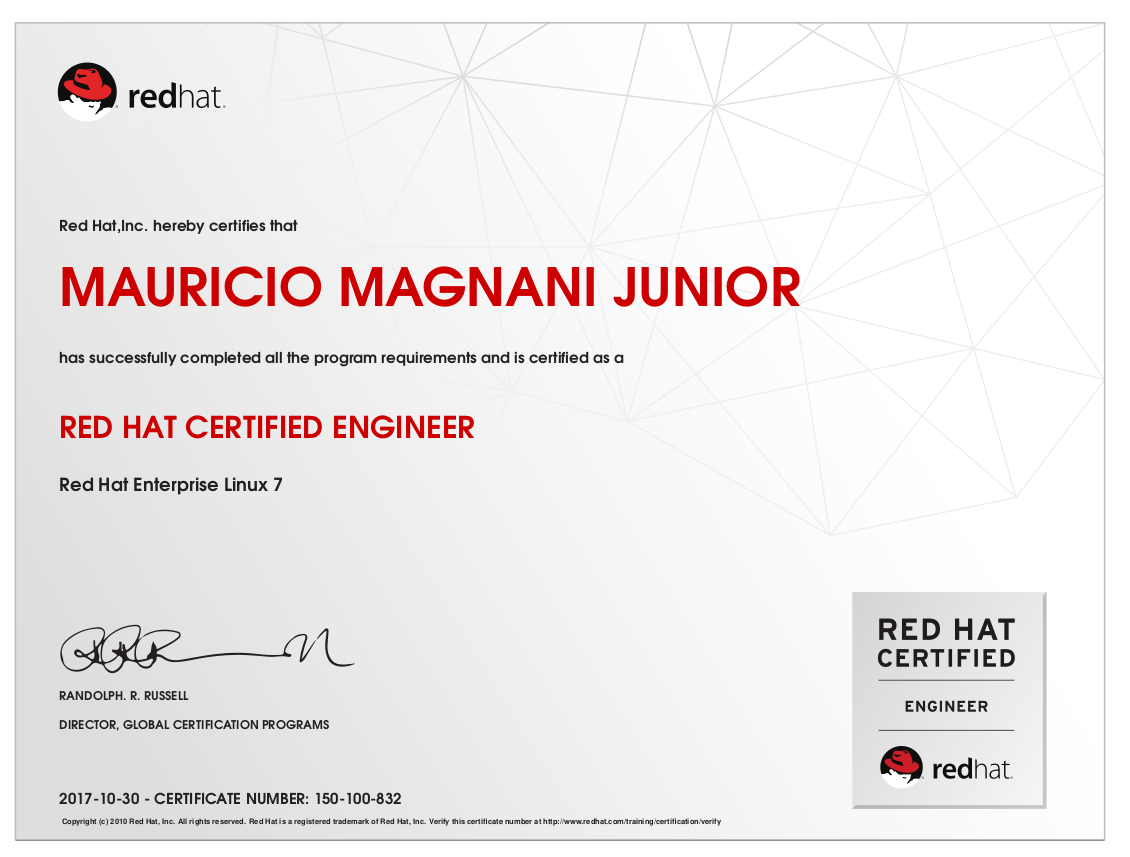 redhat.
Red Hat,Inc. hereby certifies that
MAURICIO MAGNANI JUNIOR
has successfully completed all the program requirements and is certified as a
RED HAT CERTIFIED ENGINEER
Red Hat Enterprise Linux 7
RANDOLPH. R. RUSSELL
DIRECTOR, GLOBAL CERTIFICATION PROGRAMS
2017-10-30 - CERTIFICATE NUMBER: 150-100-832
Copyright (c) 2010 Red Hat, Inc. All rights reserved. Red Hat is a registered trademark of Red Hat, Inc. Verify this certificate number at http://www.redhat.com/training/certification/verify
RED HAT
CERTIFIED
ENGINEER
redhat.